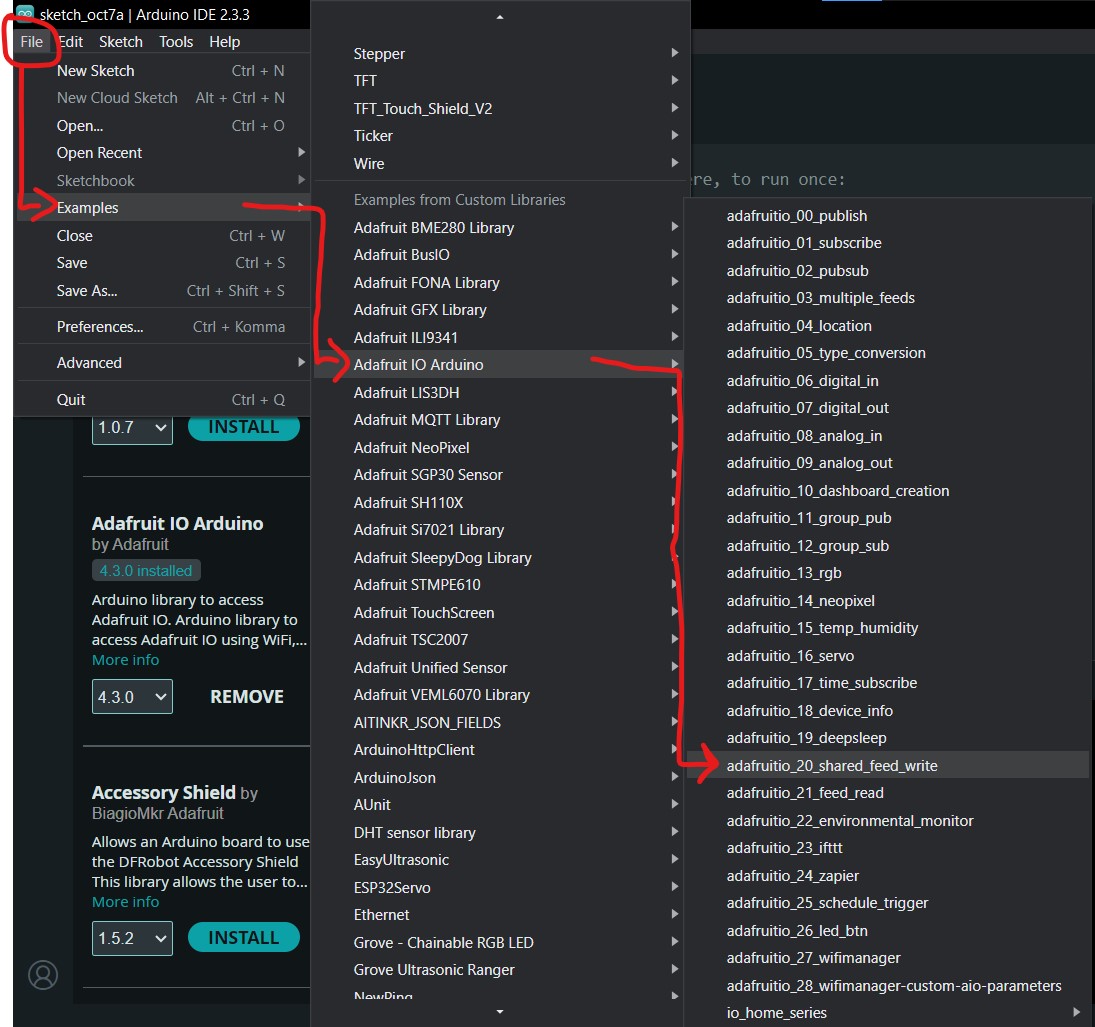 sketch_oct7a | Arduino IDE 2.3.3
File Edit Sketch Tools Help
New Sketch Ctrl + N
New Cloud Sketch Alt + Ctrl + N
Open... Ctrl + O
Open Recent
Sketchbook
Examples
Close Ctrl + W
Save Ctrl + S
Save As... Ctrl + Shift + S
Preferences... Ctrl + Komma
Advanced
Quit Ctrl + Q
1.0.7 INSTALL
Adafruit IO Arduino
by Adafruit
4.3.0 installed
Arduino library to access
Adafruit IO. Arduino library to
access Adafruit IO using WiFi,...
More info
4.3.0 REMOVE
Accessory Shield by
BiagioMkr Adafruit
Allows an Arduino board to use
the DFRobot Accessory Shield
This library allows the user to...
More info
1.5.2 INSTALL
Stepper
TFT
TFT_Touch_Shield_V2
Ticker
Wire
Examples from Custom Libraries
Adafruit BME280 Library
Adafruit BusIO
Adafruit FONA Library
Adafruit GFX Library
Adafruit ILI9341
Adafruit IO Arduino
Adafruit LIS3DH
Adafruit MQTT Library
Adafruit NeoPixel
Adafruit SGP30 Sensor
Adafruit SH110X
Adafruit Si7021 Library
Adafruit SleepyDog Library
Adafruit STMPE610
Adafruit TouchScreen
Adafruit TSC2007
Adafruit Unified Sensor
Adafruit VEML6070 Library
AITINKR_JSON_FIELDS
ArduinoHttpClient
ArduinoJson
AUnit
DHT sensor library
EasyUltrasonic
ESP32Servo
Ethernet
Grove - Chainable RGB LED
Grove Ultrasonic Ranger
NewPing
re, to run once:
adafruitio_00_publish
adafruitio_01_subscribe
adafruitio_02_pubsub
adafruitio_03_multiple_feeds
adafruitio_04_location
adafruitio_05_type_conversion
adafruitio_06_digital_in
adafruitio_07_digital_out
adafruitio_08_analog_in
adafruitio_09_analog_out
adafruitio_10_dashboard_creation
adafruitio_11_group_pub
adafruitio_12_group_sub
adafruitio_13_rgb
adafruitio_14_neopixel
adafruitio_15_temp_humidity
adafruitio_16_servo
adafruitio_17_time_subscribe
adafruitio_18_device_info
adafruitio_19_deepsleep
adafruitio_20_shared_feed_write
adafruitio_21_feed_read
adafruitio_22_environmental_monitor
adafruitio_23_ifttt
adafruitio_24_zapier
adafruitio_25_schedule_trigger
adafruitio_26_led_btn
adafruitio_27_wifimanager
adafruitio_28_wifimanager-custom-aio-parameters
io_home_series